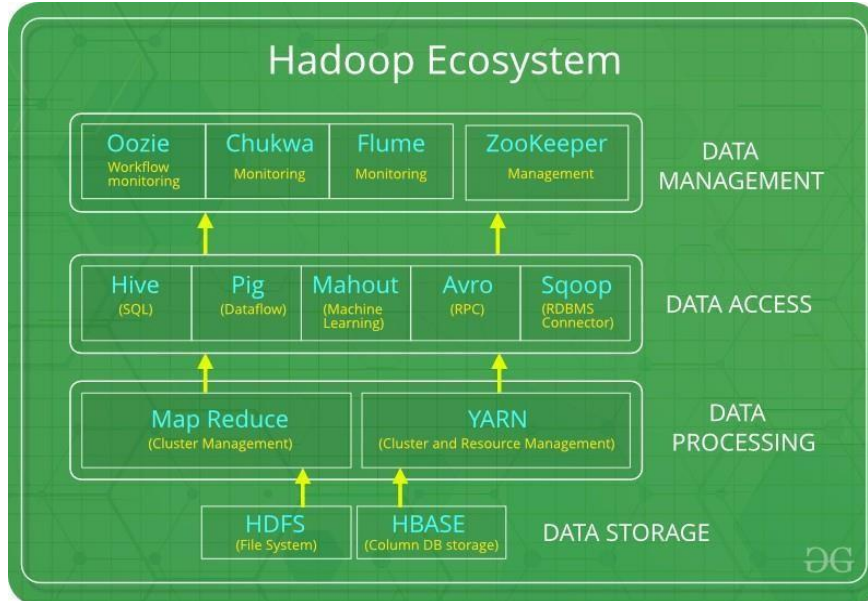 Hadoop Ecosystem
Oozie
Workflow
monitoring
Chukwa
Monitoring
Flume
Monitoring
ZooKeeper
Management
DATA
MANAGEMENT
Hive
(SQL)
Pig
(Dataflow)
Mahout
(Machine
Learning)
Avro
(RPC)
Sqoop
(RDBMS
Connector)
DATA ACCESS
Map Reduce
(Cluster Management)
YARN
(Cluster and Resource Management)
DATA
PROCESSING
HDFS
(File System)
HBASE
(Column DB storage)
DATA STORAGE